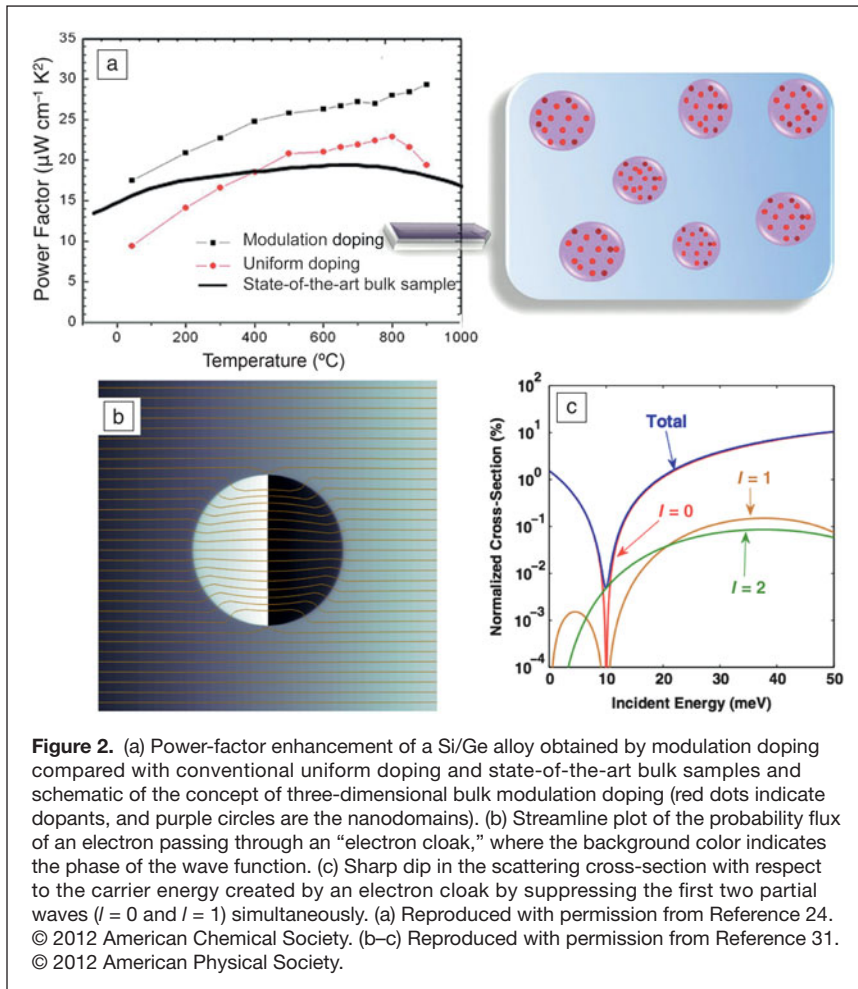 a
Power Factor (µW cm⁻¹ K²)
40
35
30
25
20
15
10
5
0
Modulation doping
Uniform doping
State-of-the-art bulk sample
0 200 400 600 800 1000
Temperature (ºC)
b
c
Normalized Cross-Section (%)
10²
10¹
10⁰
10⁻¹
10⁻²
10⁻³
10⁻⁴
Total
l = 1
l = 0
l = 2
0 10 20 30 40 50
Incident Energy (meV)
Figure 2. (a) Power-factor enhancement of a Si/Ge alloy obtained by modulation doping
compared with conventional uniform doping and state-of-the-art bulk samples and
schematic of the concept of three-dimensional bulk modulation doping (red dots indicate
dopants, and purple circles are the nanodomains). (b) Streamline plot of the probability flux
of an electron passing through an “electron cloak,” where the background color indicates
the phase of the wave function. (c) Sharp dip in the scattering cross-section with respect
to the carrier energy created by an electron cloak by suppressing the first two partial
waves (l = 0 and l = 1) simultaneously. (a) Reproduced with permission from Reference 24.
© 2012 American Chemical Society. (b–c) Reproduced with permission from Reference 31.
© 2012 American Physical Society.